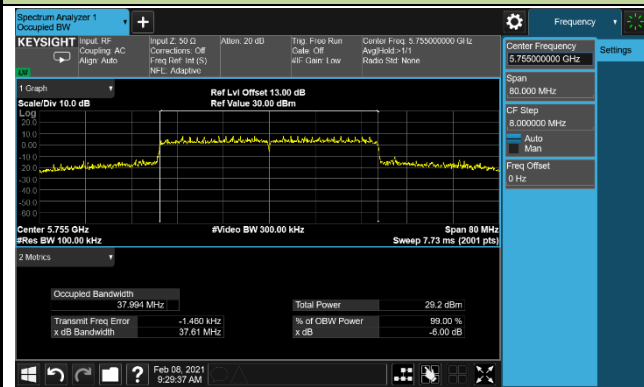 Spectrum Analyzer 1
Occupied BW
+
Frequency
KEYSIGHT
Input: RF
Coupling: AC
Align: Auto
Input Z: 50 Ω
Corrections: Off
Freq Ref: Int (S)
NFE: Adaptive
Atten: 20 dB
Trig: Free Run
Gate: Off
#IF Gain: Low
Center Freq: 5.755000000 GHz
Avg|Hold:>1/1
Radio Std: None
Center Frequency
5.755000000 GHz
Settings
Span
80.000 MHz
CF Step
8.000000 MHz
Auto
Man
Freq Offset
0 Hz
1 Graph
Scale/Div 10.0 dB
Ref Lvl Offset 13.00 dB
Ref Value 30.00 dBm
Log
20.0
10.0
0.00
-10.0
-20.0
-30.0
-40.0
-50.0
-60.0
Center 5.755 GHz
#Res BW 100.00 kHz
#Video BW 300.00 kHz
Span 80 MHz
Sweep 7.73 ms (2001 pts)
2 Metrics
Occupied Bandwidth
37.994 MHz
Total Power 29.2 dBm
Transmit Freq Error -1.460 kHz
% of OBW Power 99.00 %
x dB Bandwidth 37.61 MHz
x dB -6.00 dB
?
Feb 08, 2021
9:29:37 AM